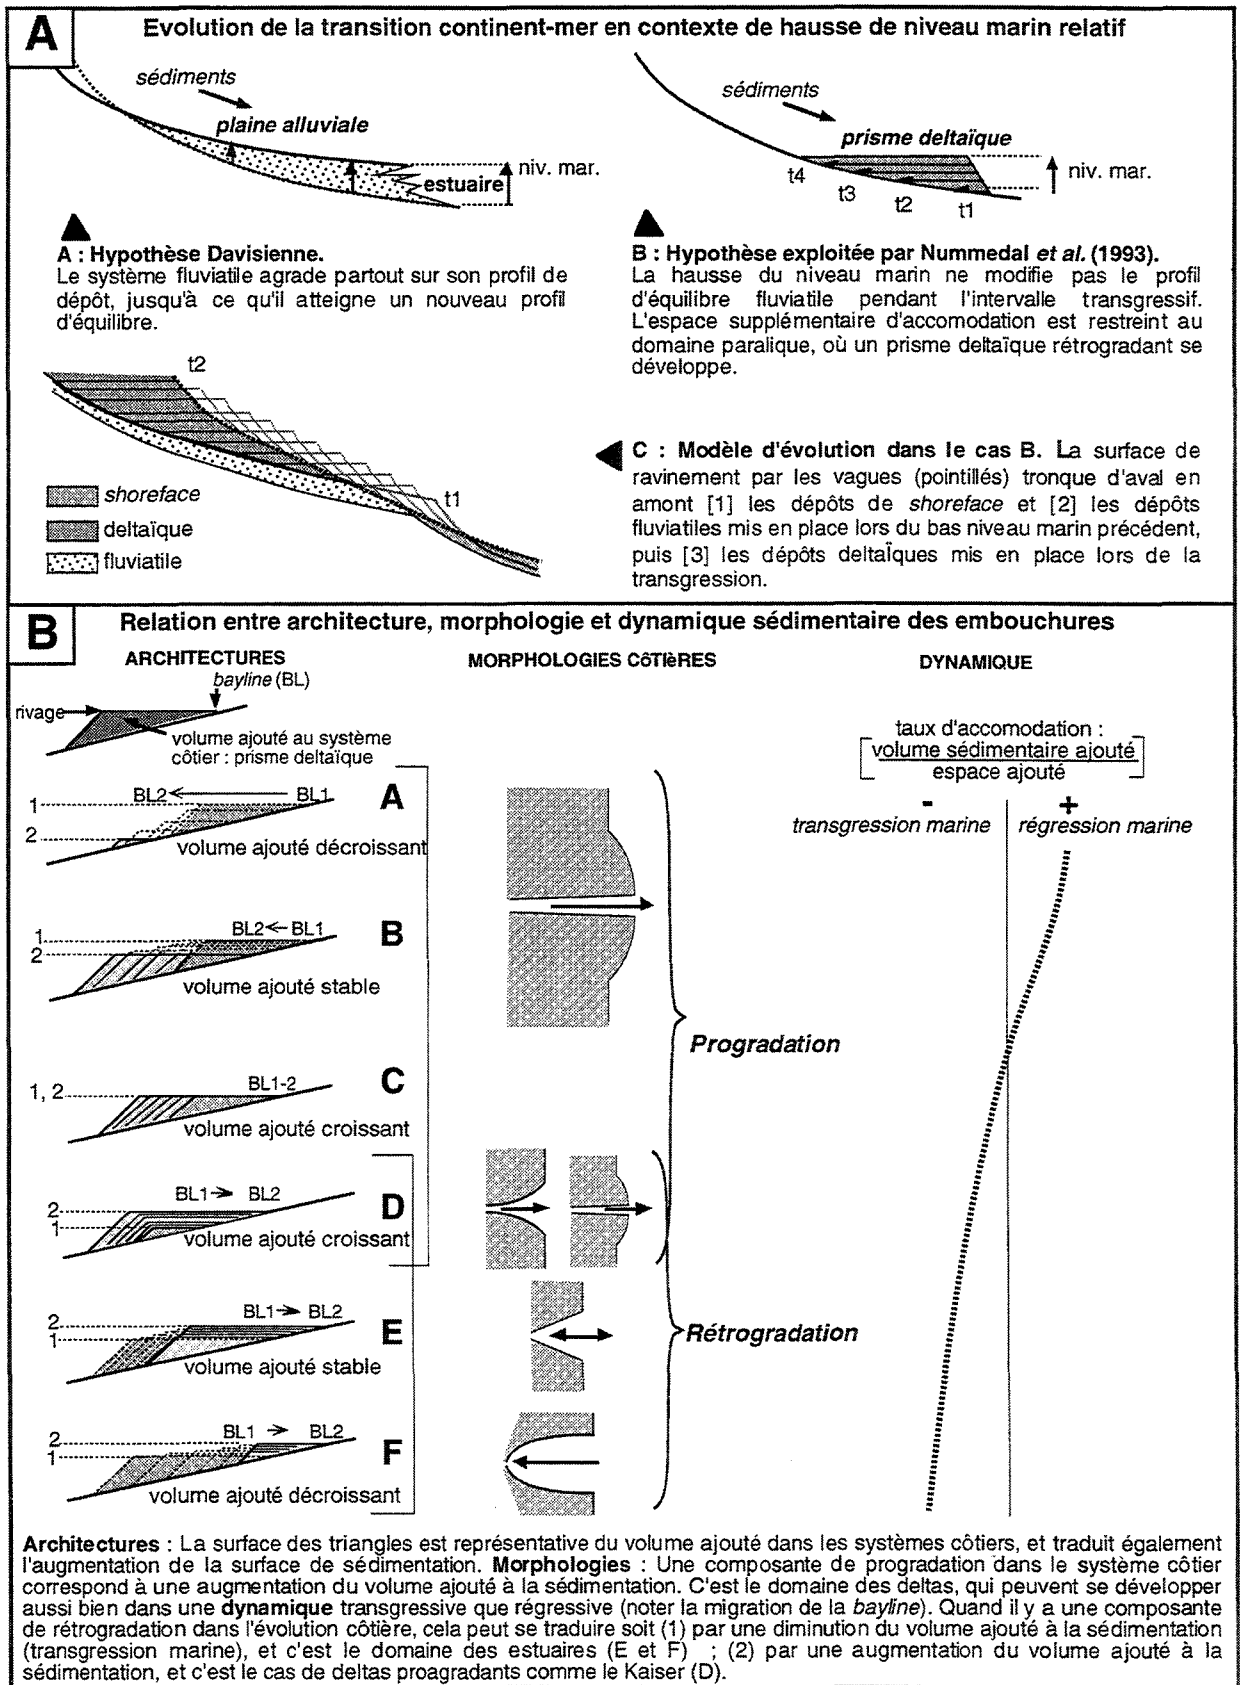 A
Evolution de la transition continent-mer en contexte de hausse de niveau marin relatif
sédiments
plaine alluviale
estuaire
niv. mar.
sédiments
prisme deltaïque
t4
t3
t2
t1
niv. mar.
A : Hypothèse Davisienne.
Le système fluviatile agrade partout sur son profil de
dépôt, jusqu'à ce qu'il atteigne un nouveau profil
d'équilibre.
B : Hypothèse exploitée par Nummedal et al. (1993).
La hausse du niveau marin ne modifie pas le profil
d'équilibre fluviatile pendant l'intervalle transgressif.
L'espace supplémentaire d'accomodation est restreint au
domaine paralique, où un prisme deltaïque rétrogradant se
développe.
t2
t1
shoreface
deltaïque
fluviatile
C : Modèle d'évolution dans le cas B. La surface de
ravinement par les vagues (pointillés) tronque d'aval en
amont [1] les dépôts de shoreface et [2] les dépôts
fluviatiles mis en place lors du bas niveau marin précédent,
puis [3] les dépôts deltaïques mis en place lors de la
transgression.
B
Relation entre architecture, morphologie et dynamique sédimentaire des embouchures
ARCHITECTURES
MORPHOLOGIES CôTIèRES
DYNAMIQUE
bayline (BL)
rivage
volume ajouté au système
côtier : prisme deltaïque
taux d'accomodation :
volume sédimentaire ajouté
espace ajouté
- +
transgression marine
régression marine
BL2 BL1
A
1
2
volume ajouté décroissant
BL2 BL1
B
1
2
volume ajouté stable
Progradation
BL1-2
C
1, 2
volume ajouté croissant
BL1 BL2
D
2
1
volume ajouté croissant
BL1 BL2
E
2
1
volume ajouté stable
Rétrogradation
BL1 BL2
F
2
1
volume ajouté décroissant
Architectures : La surface des triangles est représentative du volume ajouté dans les systèmes côtiers, et traduit également
l'augmentation de la surface de sédimentation. Morphologies : Une composante de progradation dans le système côtier
correspond à une augmentation du volume ajouté à la sédimentation. C'est le domaine des deltas, qui peuvent se développer
aussi bien dans une dynamique transgressive que régressive (noter la migration de la bayline). Quand il y a une composante
de rétrogradation dans l'évolution côtière, cela peut se traduire soit (1) par une diminution du volume ajouté à la sédimentation
(transgression marine), et c'est le domaine des estuaires (E et F) ; (2) par une augmentation du volume ajouté à la
sédimentation, et c'est le cas de deltas proagradants comme le Kaiser (D).